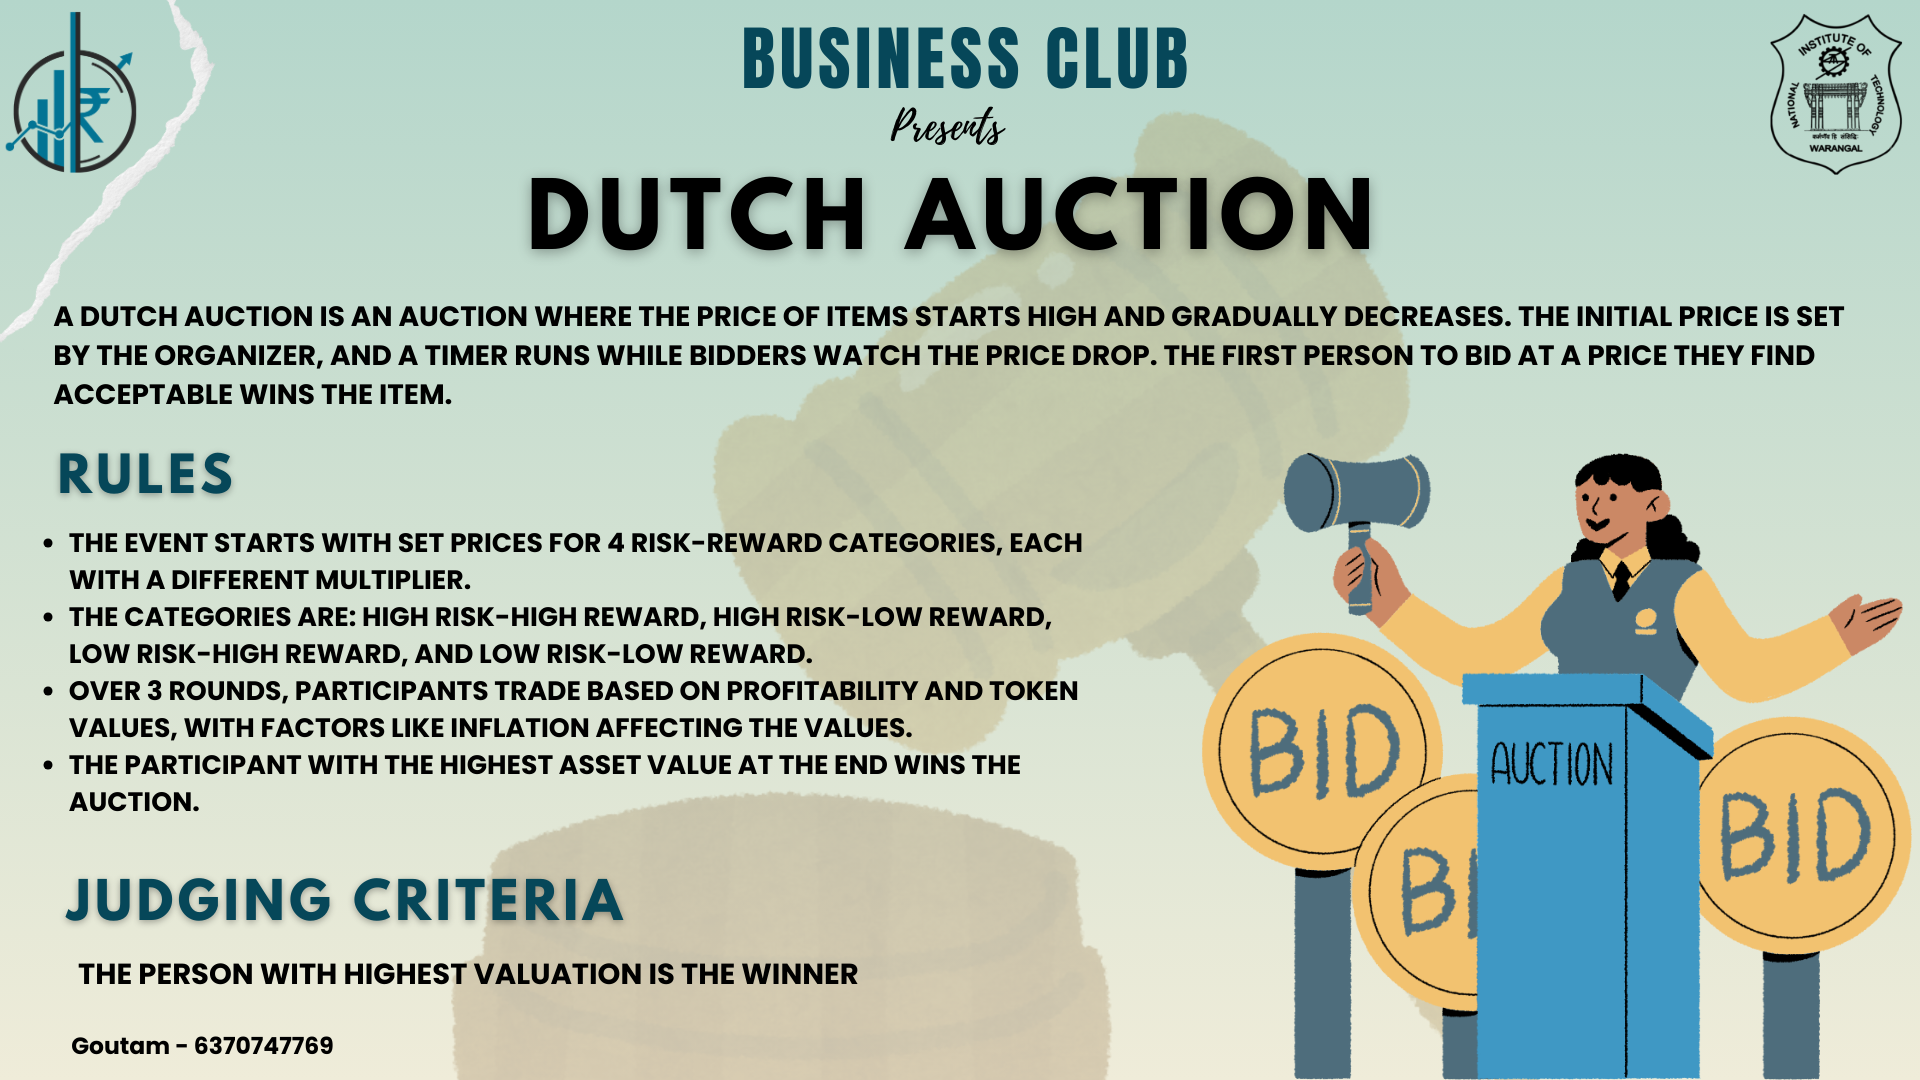 BUSINESS CLUB
Presents
DUTCH AUCTION
INSTITUTE OF
NATIONAL
TECHNOLOGY
WARANGAL
A DUTCH AUCTION IS AN AUCTION WHERE THE PRICE OF ITEMS STARTS HIGH AND GRADUALLY DECREASES. THE INITIAL PRICE IS SET
BY THE ORGANIZER, AND A TIMER RUNS WHILE BIDDERS WATCH THE PRICE DROP. THE FIRST PERSON TO BID AT A PRICE THEY FIND
ACCEPTABLE WINS THE ITEM.
RULES
• THE EVENT STARTS WITH SET PRICES FOR 4 RISK-REWARD CATEGORIES, EACH
WITH A DIFFERENT MULTIPLIER.
• THE CATEGORIES ARE: HIGH RISK-HIGH REWARD, HIGH RISK-LOW REWARD,
LOW RISK-HIGH REWARD, AND LOW RISK-LOW REWARD.
• OVER 3 ROUNDS, PARTICIPANTS TRADE BASED ON PROFITABILITY AND TOKEN
VALUES, WITH FACTORS LIKE INFLATION AFFECTING THE VALUES.
• THE PARTICIPANT WITH THE HIGHEST ASSET VALUE AT THE END WINS THE
AUCTION.
JUDGING CRITERIA
THE PERSON WITH HIGHEST VALUATION IS THE WINNER
Goutam - 6370747769
BID
BI
AUCTION
BID